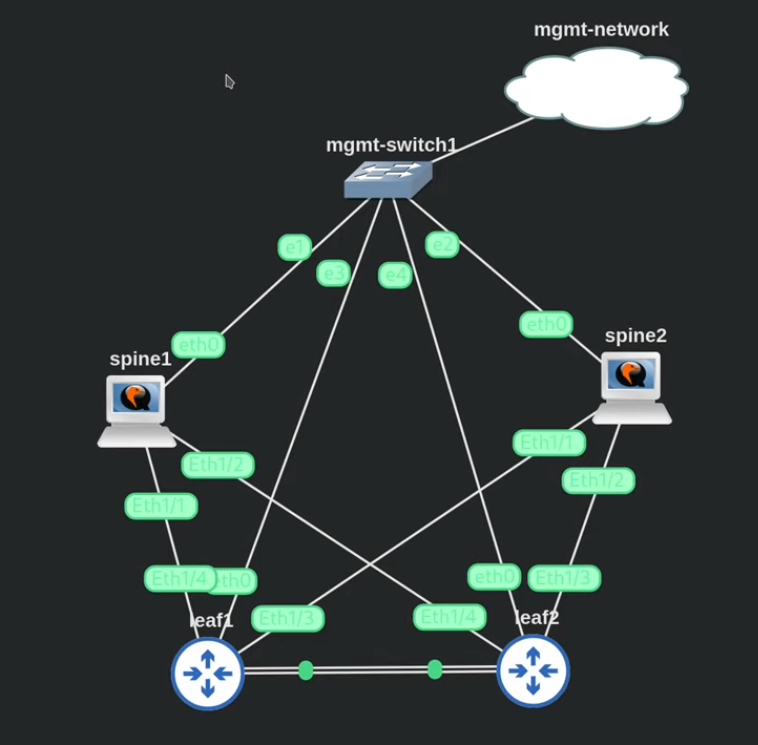 mgmt-network
mgmt-switch1
e1
e2
e3
e4
eth0
eth0
spine1
spine2
Eth1/1
Eth1/2
Eth1/2
Eth1/1
Eth1/4
eth0
eth0
Eth1/3
Eth1/3
Eth1/4
leaf1
leaf2